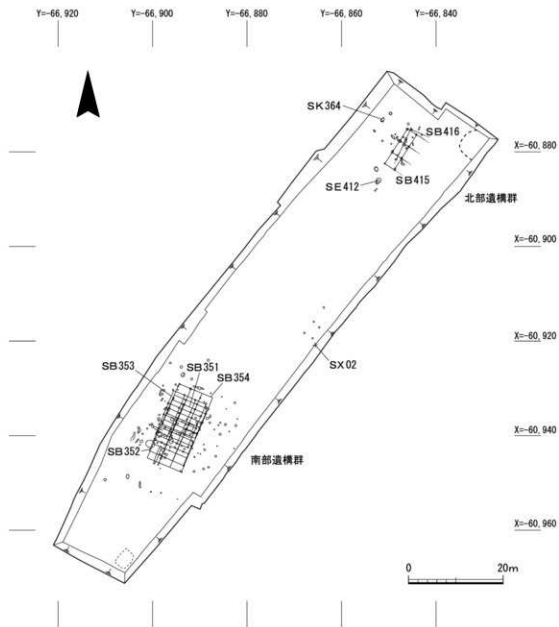 Y=-66,920
Y=-66,900
Y=-66,880
Y=-66,860
Y=-66,840
SK364
SB416
X=-60,880
SB415
SE412
北部遺構群
X=-60,900
X=-60,920
SX02
SB353
SB351
SB354
X=-60,940
SB352
南部遺構群
X=-60,960
0
20m